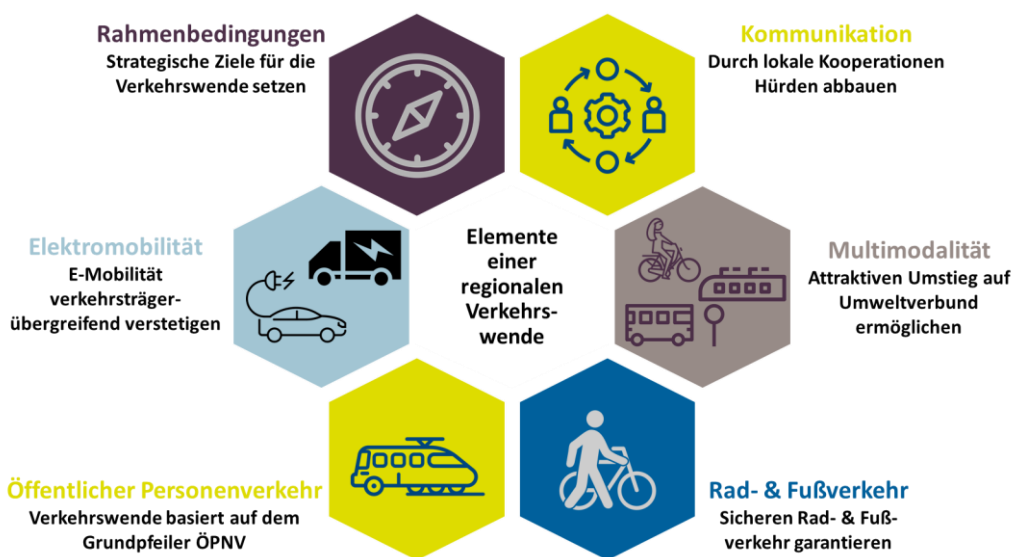 Rahmenbedingungen
Strategische Ziele für die
Verkehrswende setzen
Kommunikation
Durch lokale Kooperationen
Hürden abbauen
Elektromobilität
E-Mobilität
verkehrsträger-
übergreifend verstetigen
Elemente
einer
regionalen
Verkehrs-
wende
Multimodalität
Attraktiven Umstieg auf
Umweltverbund
ermöglichen
Öffentlicher Personenverkehr
Verkehrswende basiert auf dem
Grundpfeiler ÖPNV
Rad- & Fußverkehr
Sicheren Rad- & Fuß-
verkehr garantieren